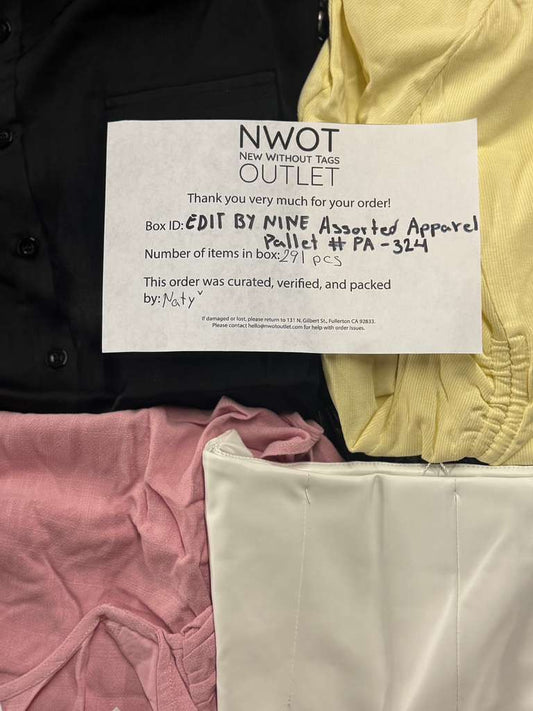 NWOT
NEW WITHOUT TAGS
OUTLET
Thank you very much for your order!
Box ID: EDIT BY NINE Assorted Apparel
Pallet # PA-324
Number of items in box: 291 pcs
This order was curated, verified, and packed
by: Naty
If damaged or lost, please return to 131 N. Gilbert St., Fullerton CA 92833.
Please contact hello@nwotoutlet.com for help with order issues.